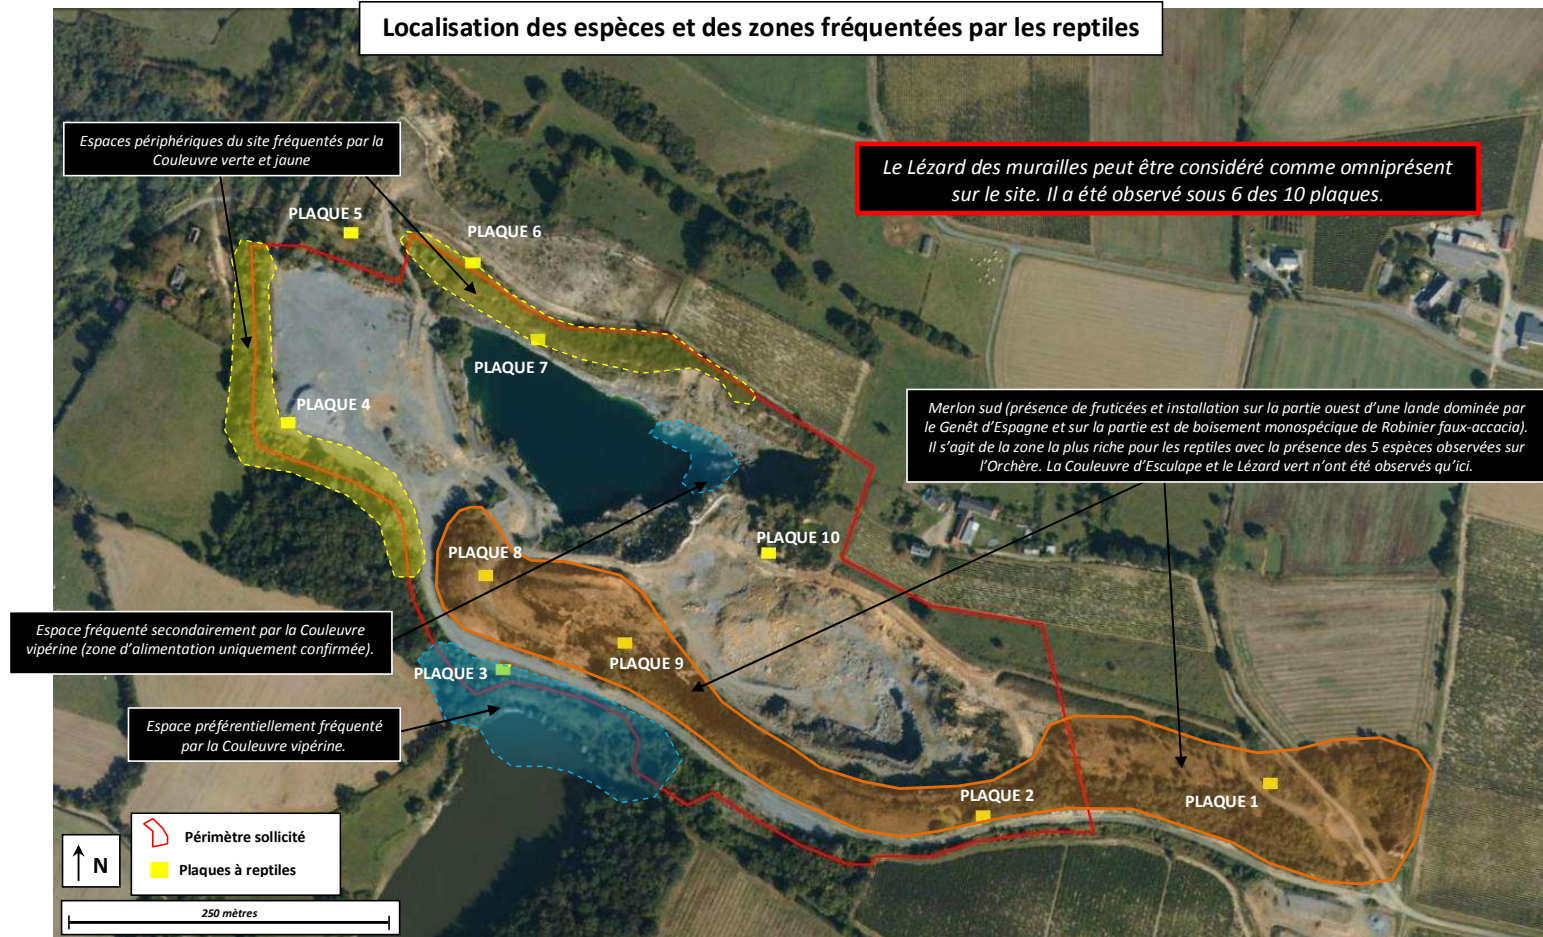 Localisation des espèces et des zones fréquentées par les reptiles
Espaces périphériques du site fréquentés par la
Couleuvre verte et jaune
Le Lézard des murailles peut être considéré comme omniprésent
sur le site. Il a été observé sous 6 des 10 plaques.
PLAQUE 5
PLAQUE 6
PLAQUE 7
PLAQUE 4
Merlon sud (présence de fruticées et installation sur la partie ouest d'une lande dominée par
le Genêt d'Espagne et sur la partie est de boisement monospécique de Robinier faux-accacia).
Il s'agit de la zone la plus riche pour les reptiles avec la présence des 5 espèces observées sur
l'Orchère. La Couleuvre d'Esculape et le Lézard vert n'ont été observés qu'ici.
PLAQUE 10
PLAQUE 8
Espace fréquenté secondairement par la Couleuvre
vipérine (zone d'alimentation uniquement confirmée).
PLAQUE 9
PLAQUE 3
Espace préférentiellement fréquenté
par la Couleuvre vipérine.
PLAQUE 2
PLAQUE 1
Périmètre sollicité
N
Plaques à reptiles
250 mètres